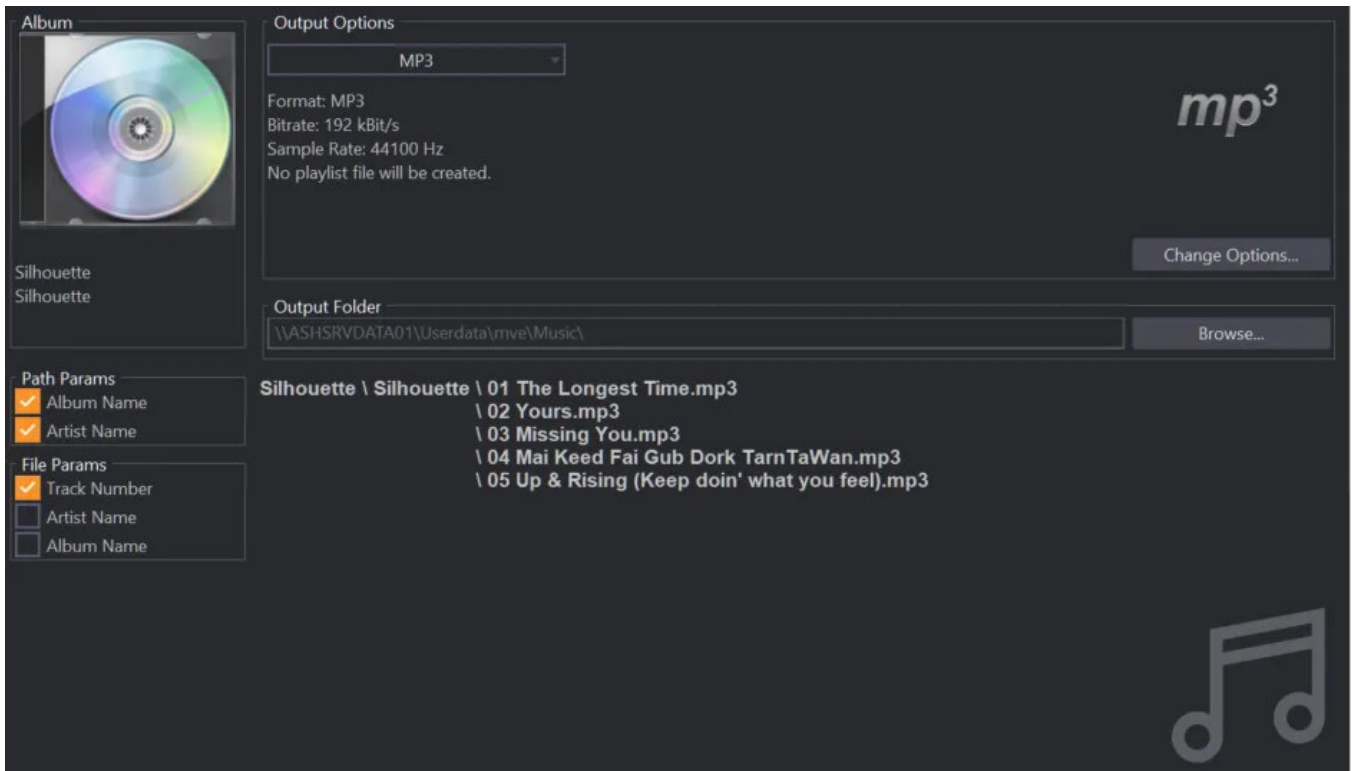 Album
Silhouette
Silhouette
Output Options
MP3
Format: MP3
Bitrate: 192 kBit/s
Sample Rate: 44100 Hz
No playlist file will be created.
mp3
Change Options...
Output Folder
\\ASHSRVDATA01\Userdata\mve\Music\
Browse...
Path Params
Album Name
Artist Name
File Params
Track Number
Artist Name
Album Name
Silhouette \ Silhouette \ 01 The Longest Time.mp3
\ 02 Yours.mp3
\ 03 Missing You.mp3
\ 04 Mai Keed Fai Gub Dork TarnTaWan.mp3
\ 05 Up & Rising (Keep doin' what you feel).mp3